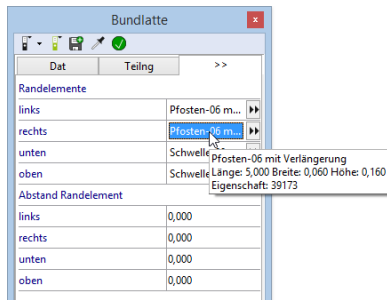 Bundlatte
Dat Teilng >>
Randelemente
links Pfosten-06 m...
rechts Pfosten-06 m...
unten Schwelle
oben Schwelle
Pfosten-06 mit Verlängerung
Länge: 5,000 Breite: 0,060 Höhe: 0,160
Eigenschaft: 39173
Abstand Randelement
links 0,000
rechts 0,000
unten 0,000
oben 0,000